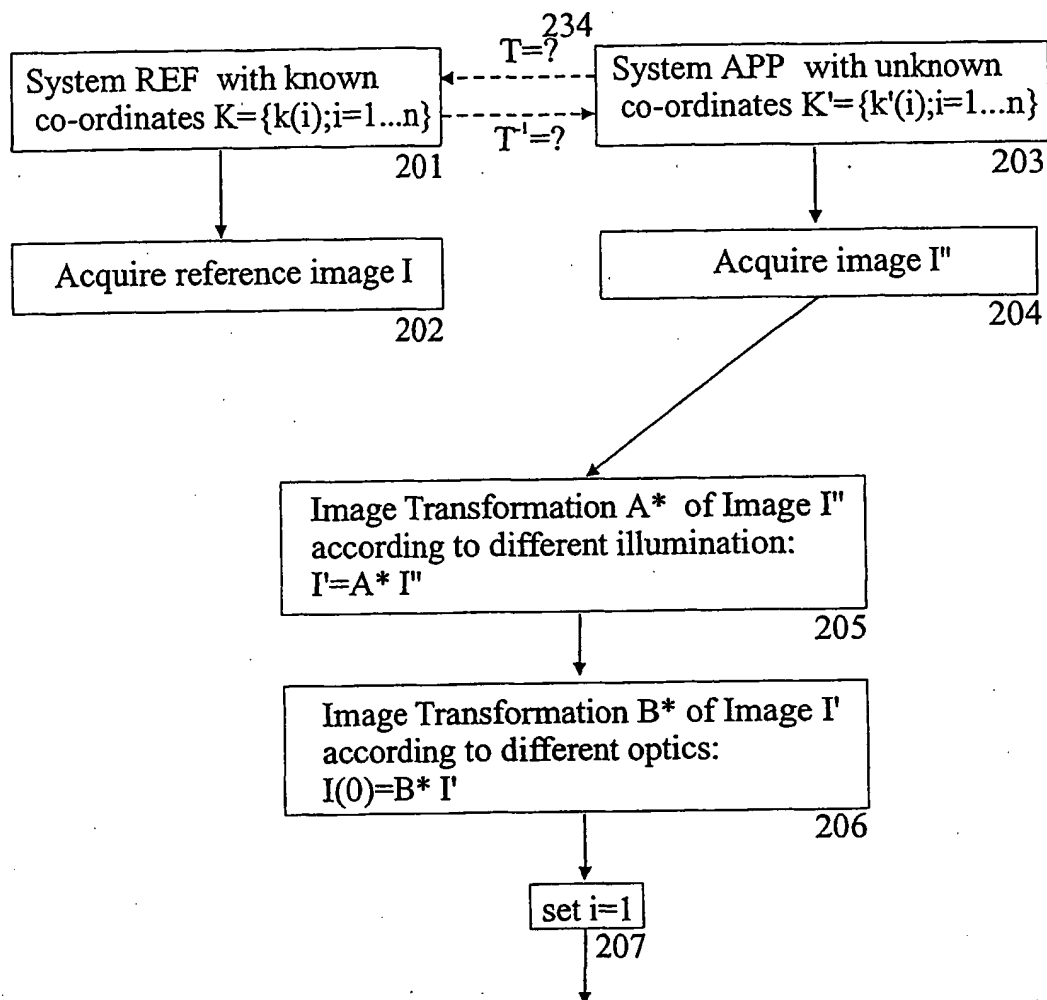 234
T=?
System REF with known
co-ordinates K={k(i);i=1...n}
201
System APP with unknown
co-ordinates K'={k'(i);i=1...n}
203
T⁻¹=?
Acquire reference image I
202
Acquire image I"
204
Image Transformation A* of Image I"
according to different illumination:
I'=A* I"
205
Image Transformation B* of Image I'
according to different optics:
I(0)=B* I'
206
set i=1
207